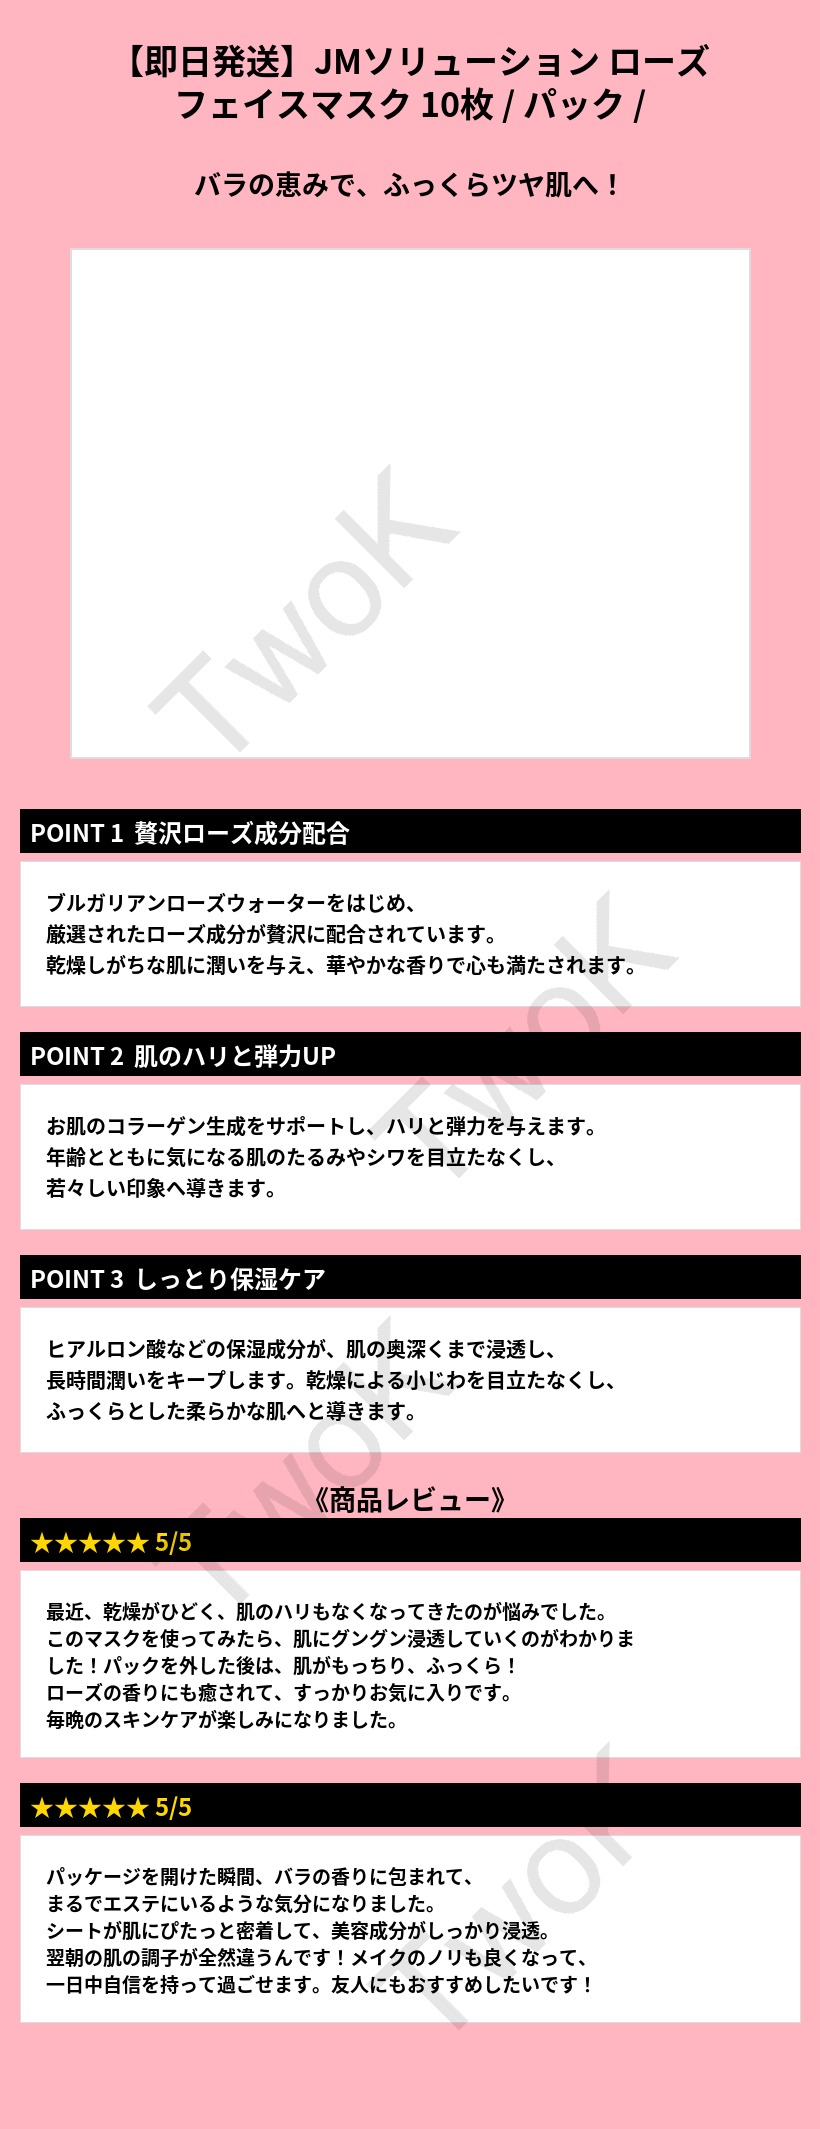 【即日発送】JMソリューション ローズ
フェイスマスク 10枚 / パック /
バラの恵みで、ふっくらツヤ肌へ！
TwoK
POINT 1 贅沢ローズ成分配合
ブルガリアンローズウォーターをはじめ、
厳選されたローズ成分が贅沢に配合されています。
乾燥しがちな肌に潤いを与え、華やかな香りで心も満たされます。
TwoK
POINT 2 肌のハリと弾力UP
お肌のコラーゲン生成をサポートし、ハリと弾力を与えます。
年齢とともに気になる肌のたるみやシワを目立たなくし、
若々しい印象へ導きます。
POINT 3 しっとり保湿ケア
ヒアルロン酸などの保湿成分が、肌の奥深くまで浸透し、
長時間潤いをキープします。乾燥による小じわを目立たなくし、
ふっくらとした柔らかな肌へと導きます。
TwoK
《商品レビュー》
★★★★★ 5/5
最近、乾燥がひどく、肌のハリもなくなってきたのが悩みでした。
このマスクを使ってみたら、肌にグングン浸透していくのがわかりま
した！パックを外した後は、肌がもっちり、ふっくら！
ローズの香りにも癒されて、すっかりお気に入りです。
毎晩のスキンケアが楽しみになりました。
★★★★★ 5/5
パッケージを開けた瞬間、バラの香りに包まれて、
まるでエステにいるような気分になりました。
シートが肌にぴたっと密着して、美容成分がしっかり浸透。
翌朝の肌の調子が全然違うんです！メイクのノリも良くなって、
一日中自信を持って過ごせます。友人にもおすすめしたいです！
TwoK